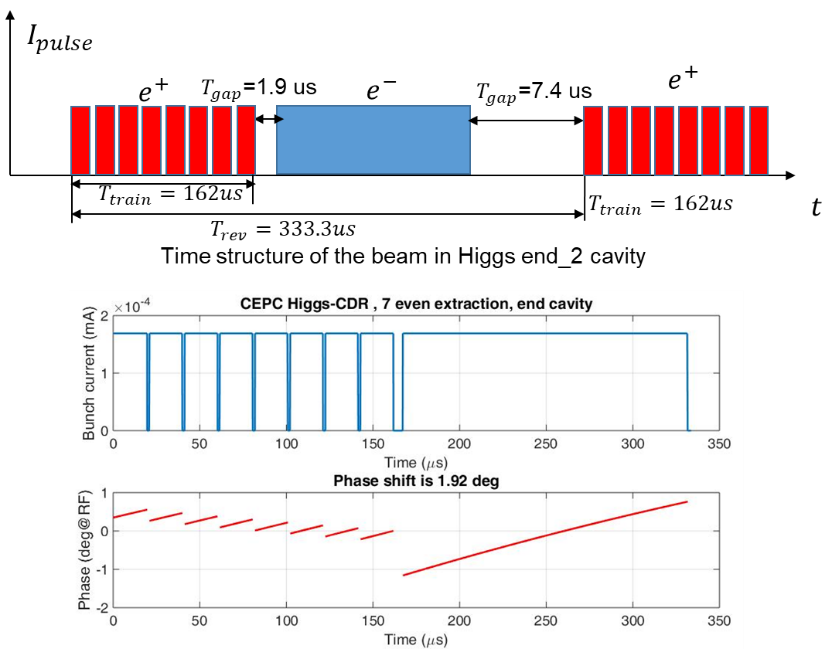 I_pulse
e⁺
T_gap=1.9 us
e⁻
T_gap=7.4 us
e⁺
T_train = 162us
T_train = 162us
T_rev = 333.3us
t
Time structure of the beam in Higgs end_2 cavity
CEPC Higgs-CDR , 7 even extraction, end cavity
×10⁻⁴
Bunch current (mA)
2
1
0
0 50 100 150 200 250 300 350
Time (μs)
Phase shift is 1.92 deg
Phase (deg@RF)
1
0
-1
-2
0 50 100 150 200 250 300 350
Time (μs)